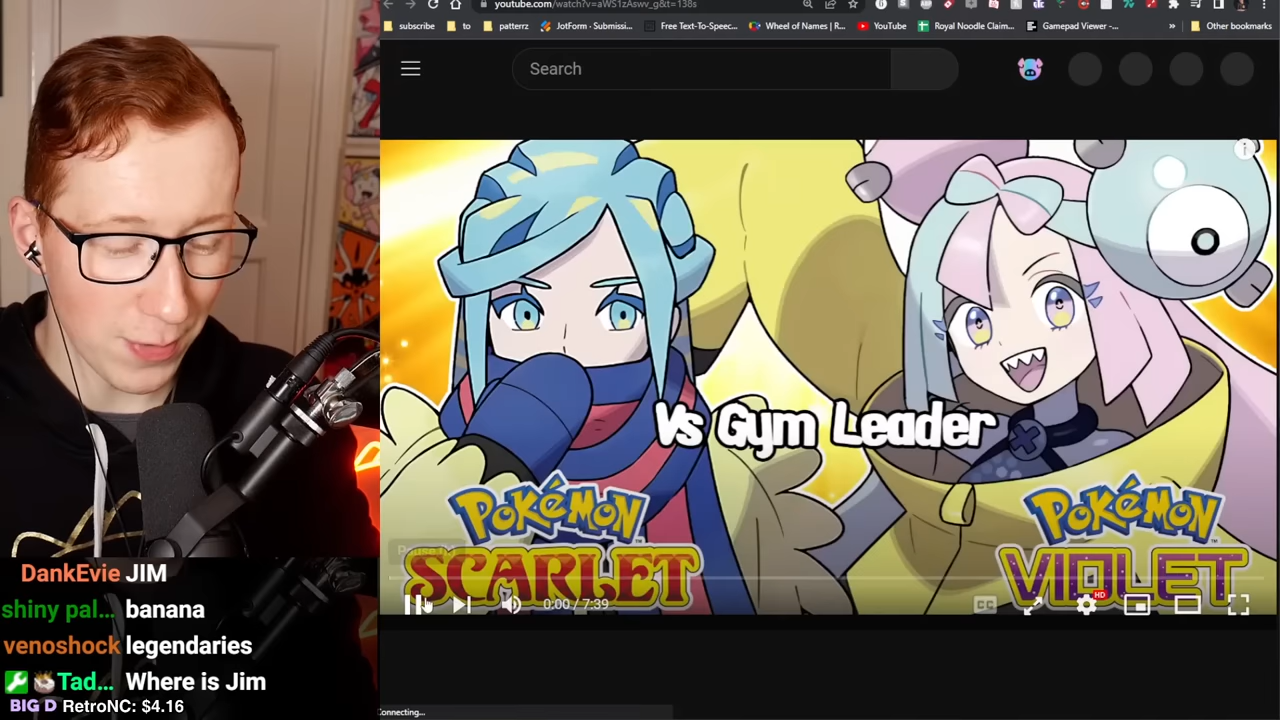 youtube.com/watch?v=aWS1zAswv_g&t=138s
subscribe to patterz JotForm - Submissi... Free Text-To-Speec... Wheel of Names | R... YouTube Royal Noodle Claim... Gamepad Viewer -... » Other bookmarks
Search
Vs Gym Leader
POKÉMON SCARLET
POKÉMON VIOLET
0:00 / 7:39
CC
HD
DankEvie JIM
shiny pal... banana
venoshock legendaries
Tad... Where is Jim
BIG D RetroNC: $4.16
Connecting...